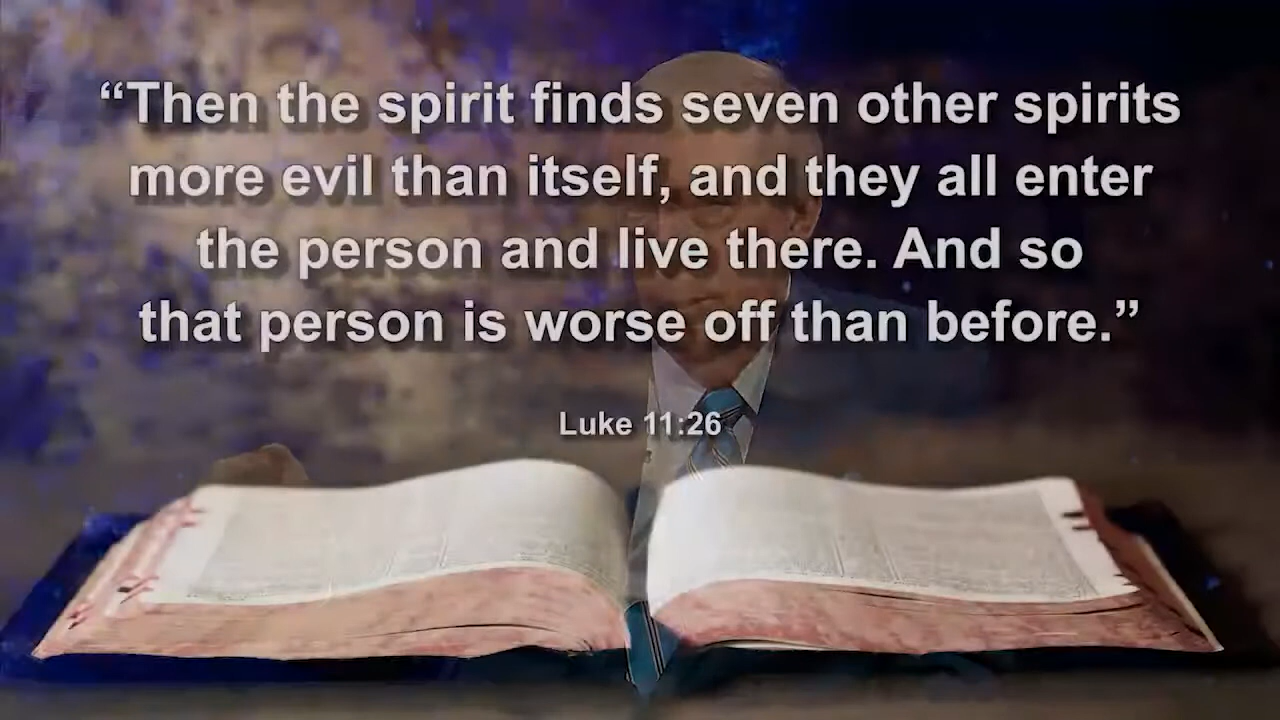 “Then the spirit finds seven other spirits
more evil than itself, and they all enter
the person and live there. And so
that person is worse off than before.”
Luke 11:26